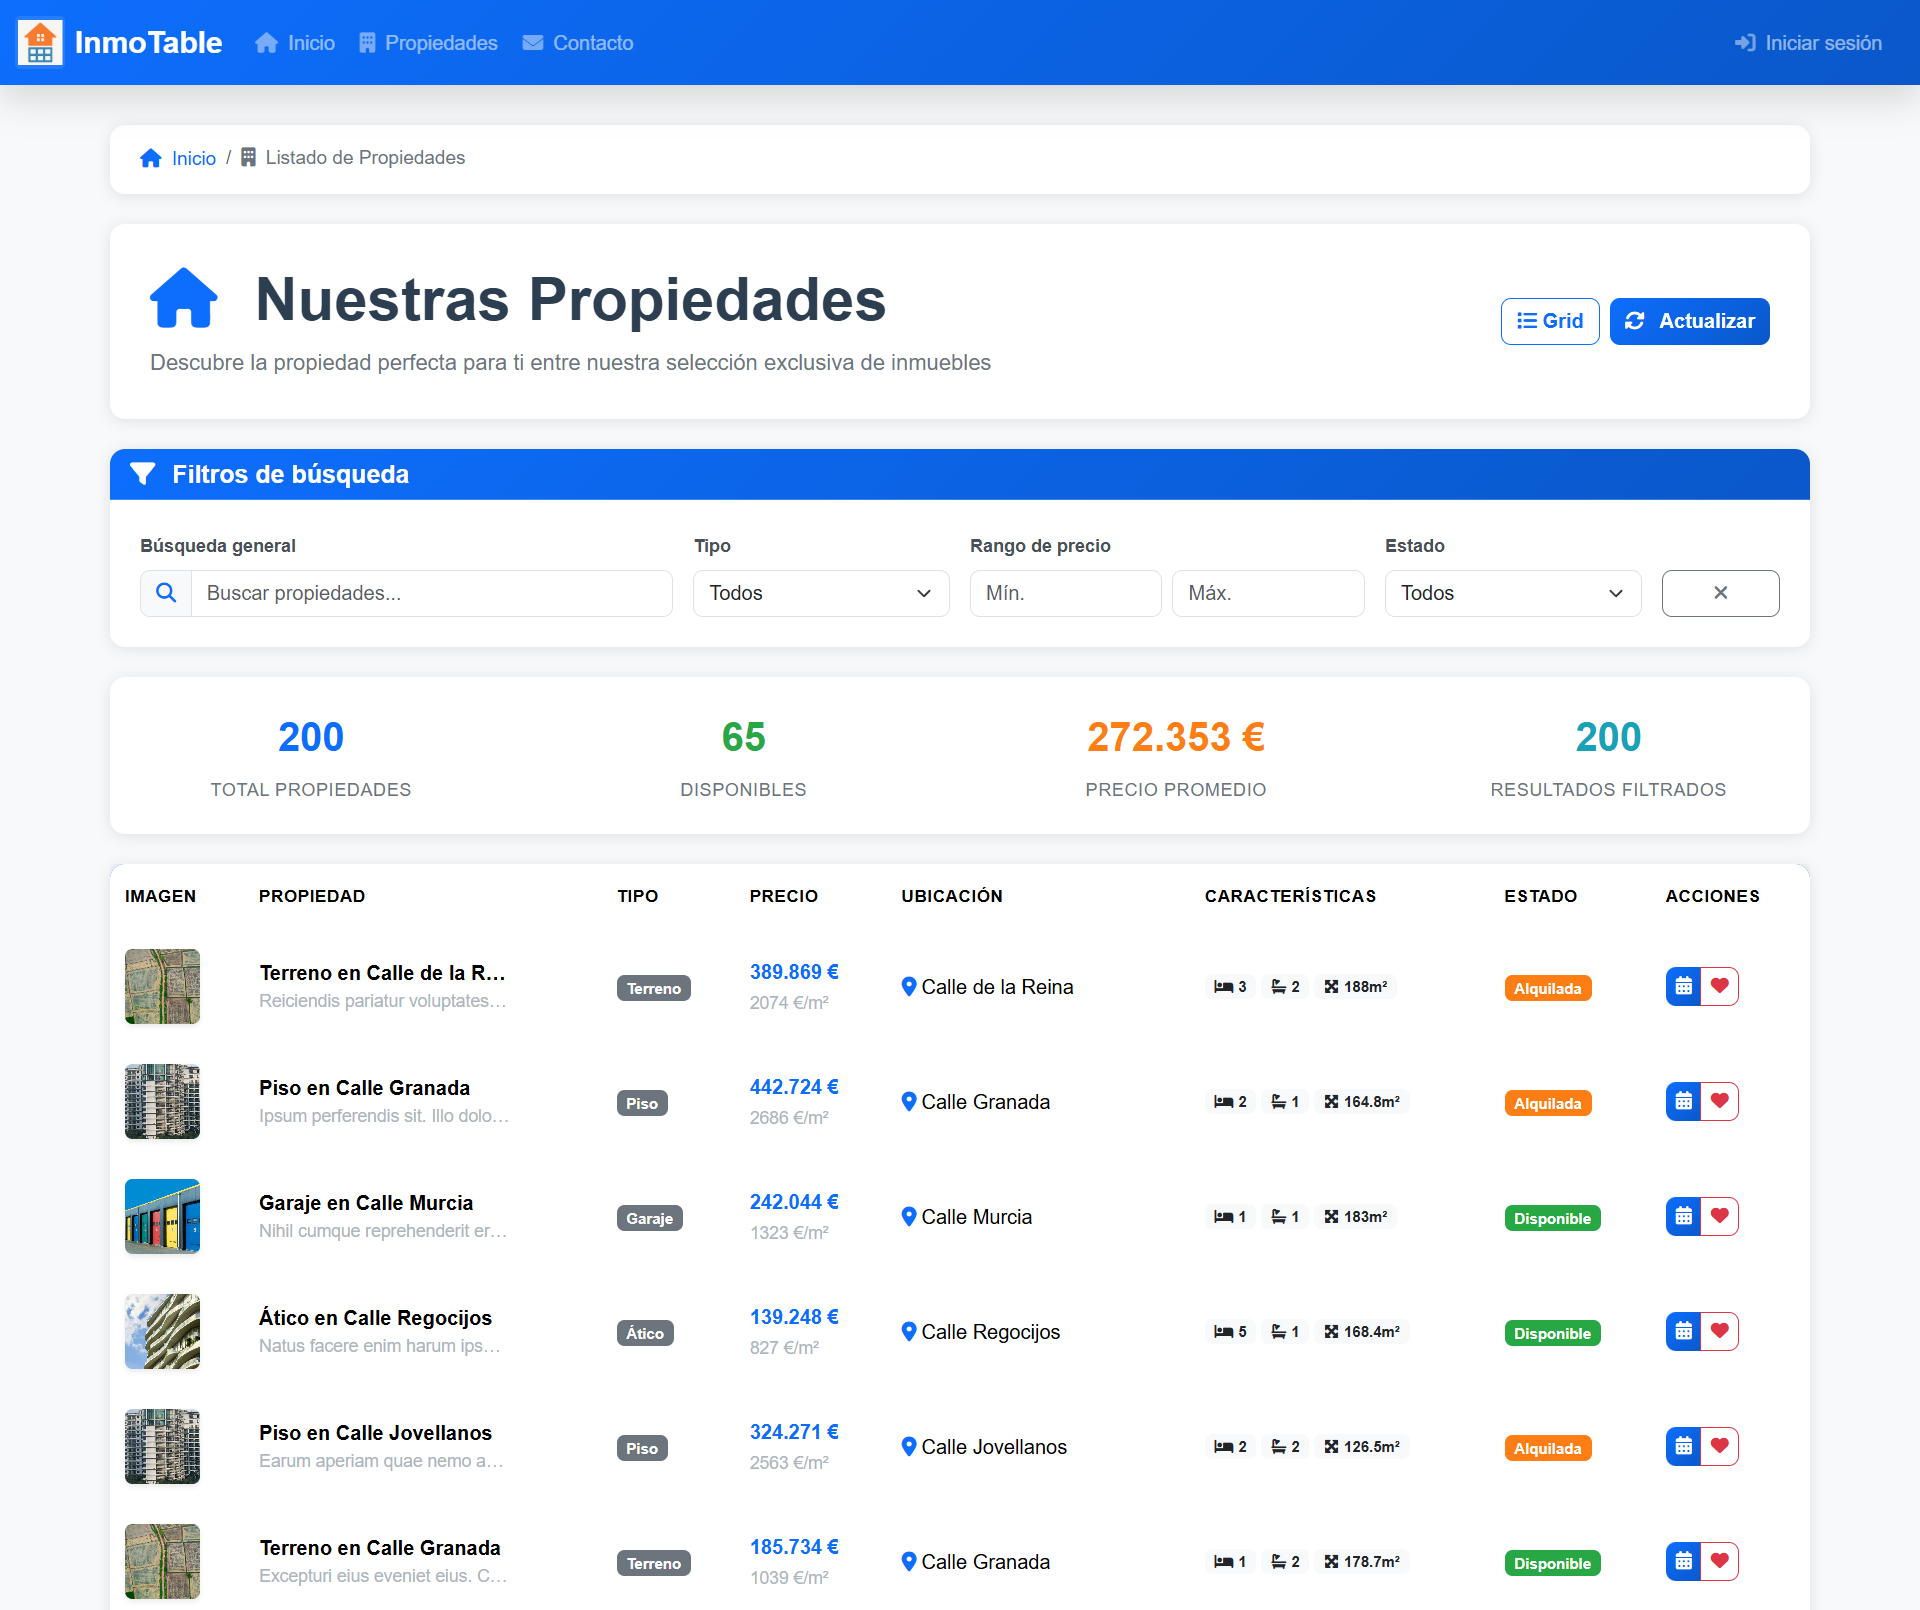 InmoTable Inicio Propiedades Contacto Iniciar sesión
Inicio / Listado de Propiedades
Nuestras Propiedades
Descubre la propiedad perfecta para ti entre nuestra selección exclusiva de inmuebles
Grid Actualizar
Filtros de búsqueda
Búsqueda general Tipo Rango de precio Estado
Buscar propiedades... Todos Mín. Máx. Todos
200 65 272.353 € 200
TOTAL PROPIEDADES DISPONIBLES PRECIO PROMEDIO RESULTADOS FILTRADOS
IMAGEN PROPIEDAD TIPO PRECIO UBICACIÓN CARACTERÍSTICAS ESTADO ACCIONES
Terreno en Calle de la R... 389.869 €
Terreno Calle de la Reina 3 2 188m² Alquilada
Reiciendis pariatur voluptates... 2074 €/m²
Piso en Calle Granada 442.724 €
Piso Calle Granada 2 1 164.8m² Alquilada
Ipsum perferendis sit. Illo dolo... 2686 €/m²
Garaje en Calle Murcia 242.044 €
Garaje Calle Murcia 1 1 183m² Disponible
Nihil cumque reprehenderit er... 1323 €/m²
Ático en Calle Regocijos 139.248 €
Ático Calle Regocijos 5 1 168.4m² Disponible
Natus facere enim harum ips... 827 €/m²
Piso en Calle Jovellanos 324.271 €
Piso Calle Jovellanos 2 2 126.5m² Alquilada
Earum aperiam quae nemo a... 2563 €/m²
Terreno en Calle Granada 185.734 €
Terreno Calle Granada 1 2 178.7m² Disponible
Excepturi eius eveniet eius. C... 1039 €/m²